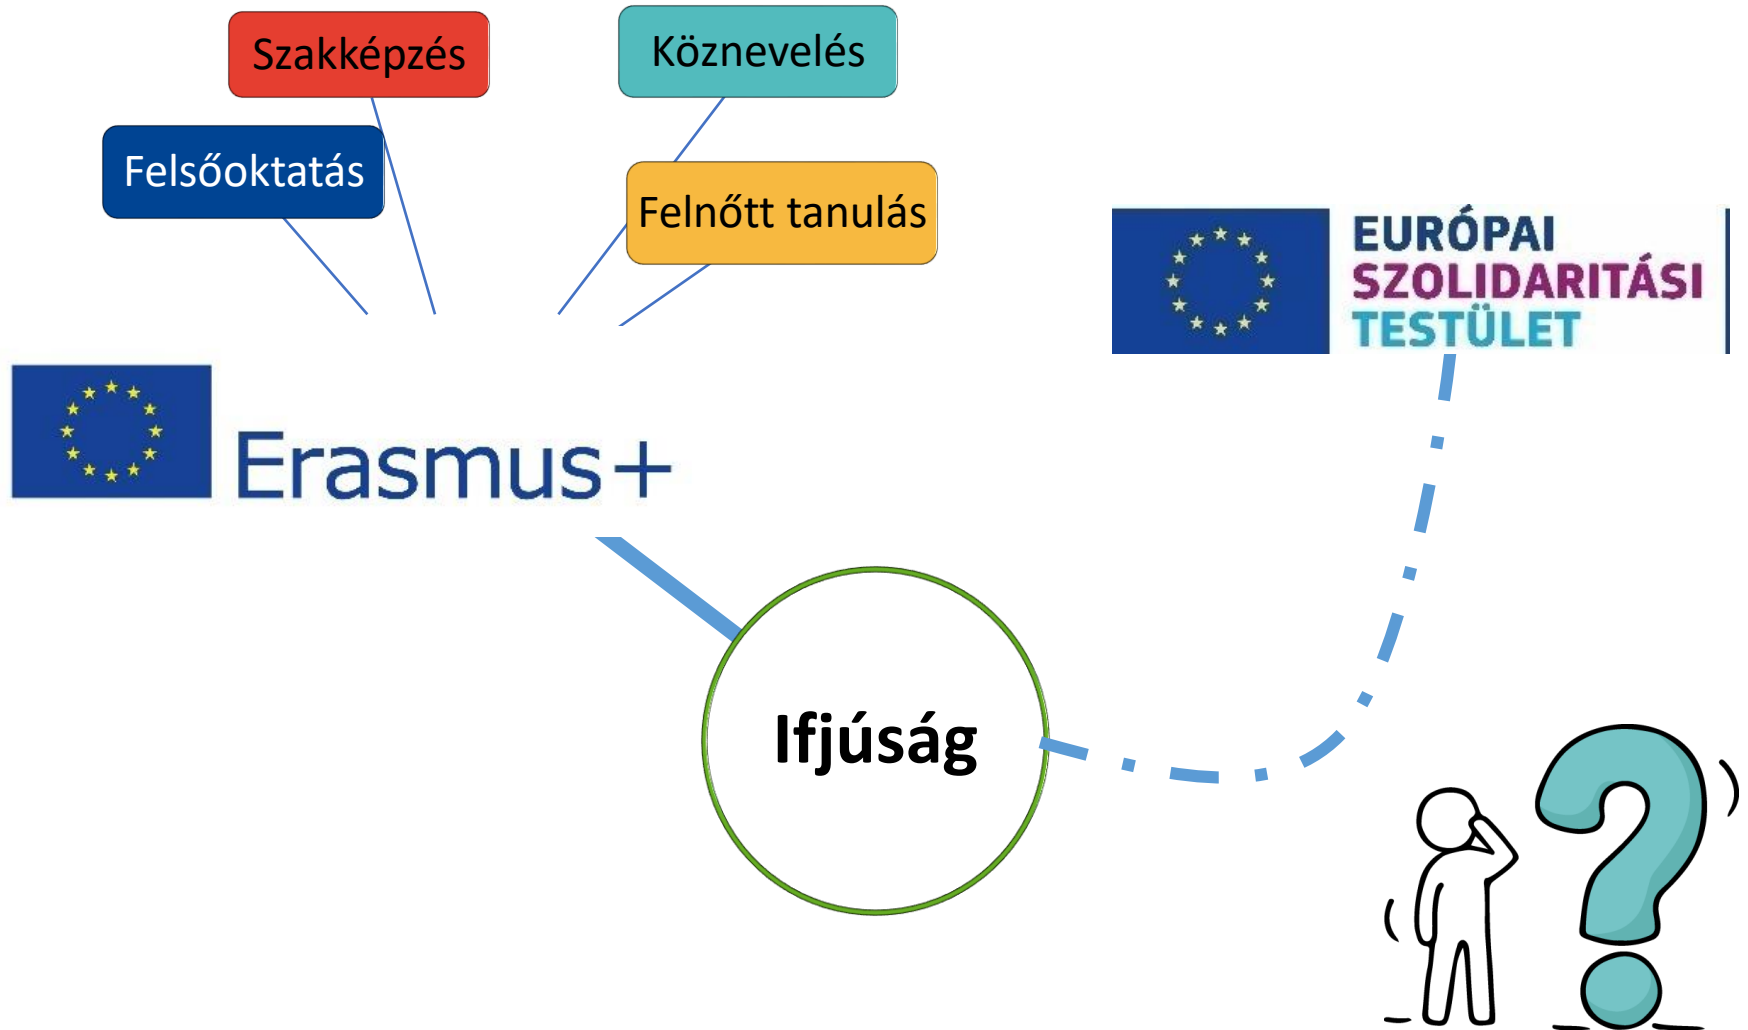 Szakképzés
Köznevelés
Felsőoktatás
Felnőtt tanulás
EURÓPAI
SZOLIDARITÁSI
TESTÜLET
Erasmus+
Ifjúság
?